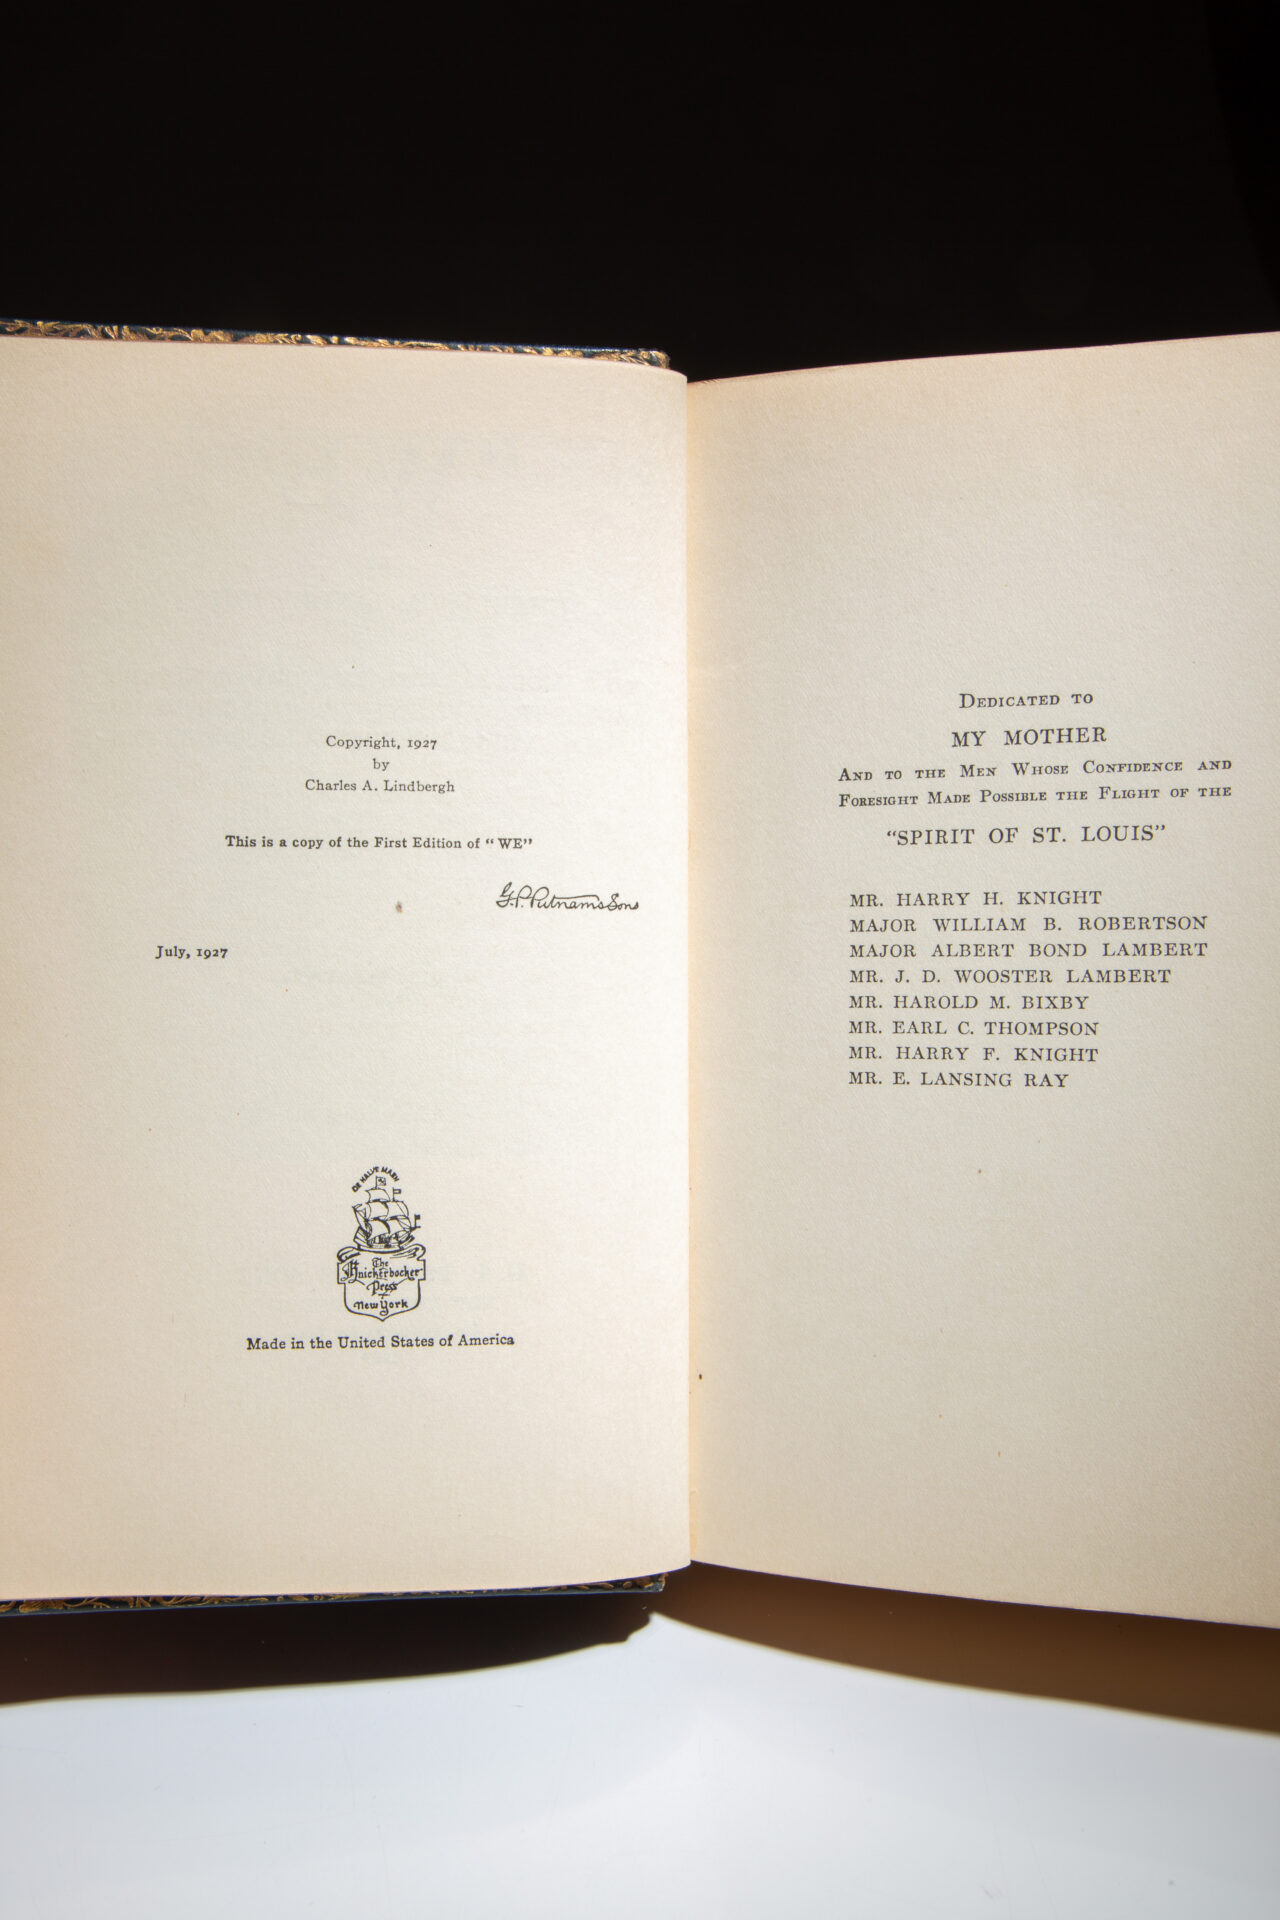 Copyright, 1927
by
Charles A. Lindbergh
This is a copy of the First Edition of "WE"
G.P. Putnam's Sons
July, 1927
DE HALVE MAEN
The
Knickerbocker
Press
New York
Made in the United States of America
DEDICATED TO
MY MOTHER
AND TO THE MEN WHOSE CONFIDENCE AND
FORESIGHT MADE POSSIBLE THE FLIGHT OF THE
"SPIRIT OF ST. LOUIS"
MR. HARRY H. KNIGHT
MAJOR WILLIAM B. ROBERTSON
MAJOR ALBERT BOND LAMBERT
MR. J. D. WOOSTER LAMBERT
MR. HAROLD M. BIXBY
MR. EARL C. THOMPSON
MR. HARRY F. KNIGHT
MR. E. LANSING RAY